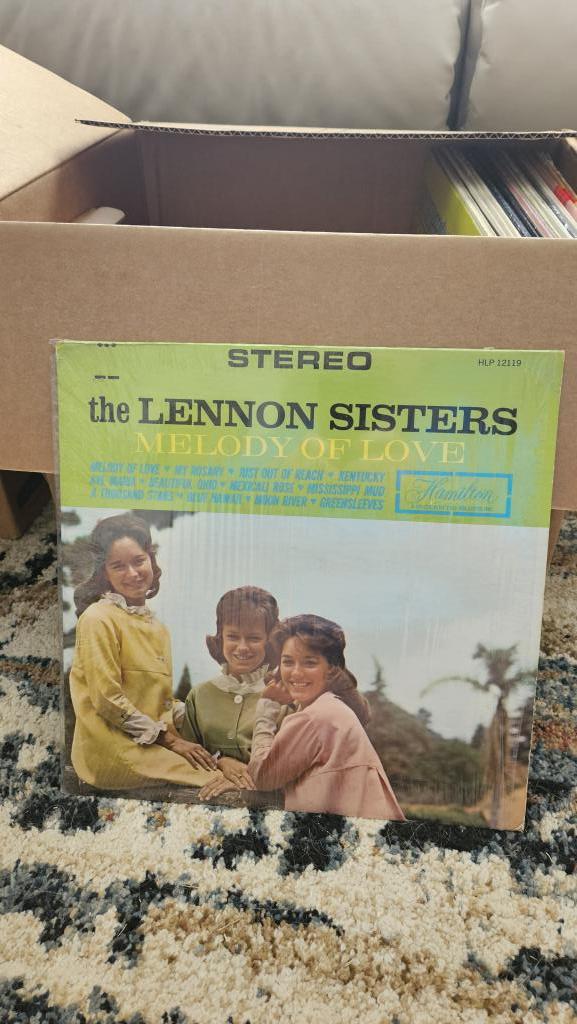 STEREO
HLP 12119
the LENNON SISTERS
MELODY OF LOVE
MELODY OF LOVE • MY ROSARY • JUST OUT OF REACH • KENTUCKY
AVE MARIA • BEAUTIFUL OHIO • MEXICALI ROSE • MISSISSIPPI MUD
A THOUSAND STARS • BLUE HAWAII • MOON RIVER • GREENSLEEVES
Hamilton